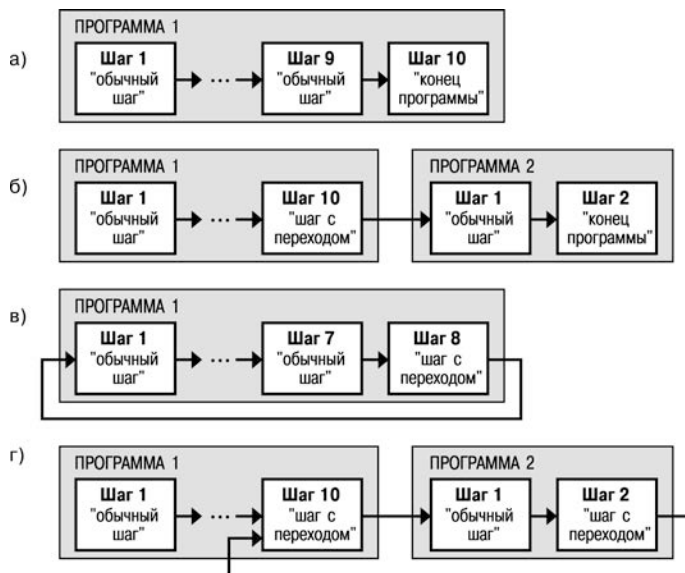 а)
ПРОГРАММА 1
Шаг 1
"обычный
шаг"
...
Шаг 9
"обычный
шаг"
Шаг 10
"конец
программы"
б)
ПРОГРАММА 1
Шаг 1
"обычный
шаг"
...
Шаг 10
"шаг с
переходом"
ПРОГРАММА 2
Шаг 1
"обычный
шаг"
Шаг 2
"конец
программы"
в)
ПРОГРАММА 1
Шаг 1
"обычный
шаг"
...
Шаг 7
"обычный
шаг"
Шаг 8
"шаг с
переходом"
г)
ПРОГРАММА 1
Шаг 1
"обычный
шаг"
...
Шаг 10
"шаг с
переходом"
ПРОГРАММА 2
Шаг 1
"обычный
шаг"
Шаг 2
"шаг с
переходом"